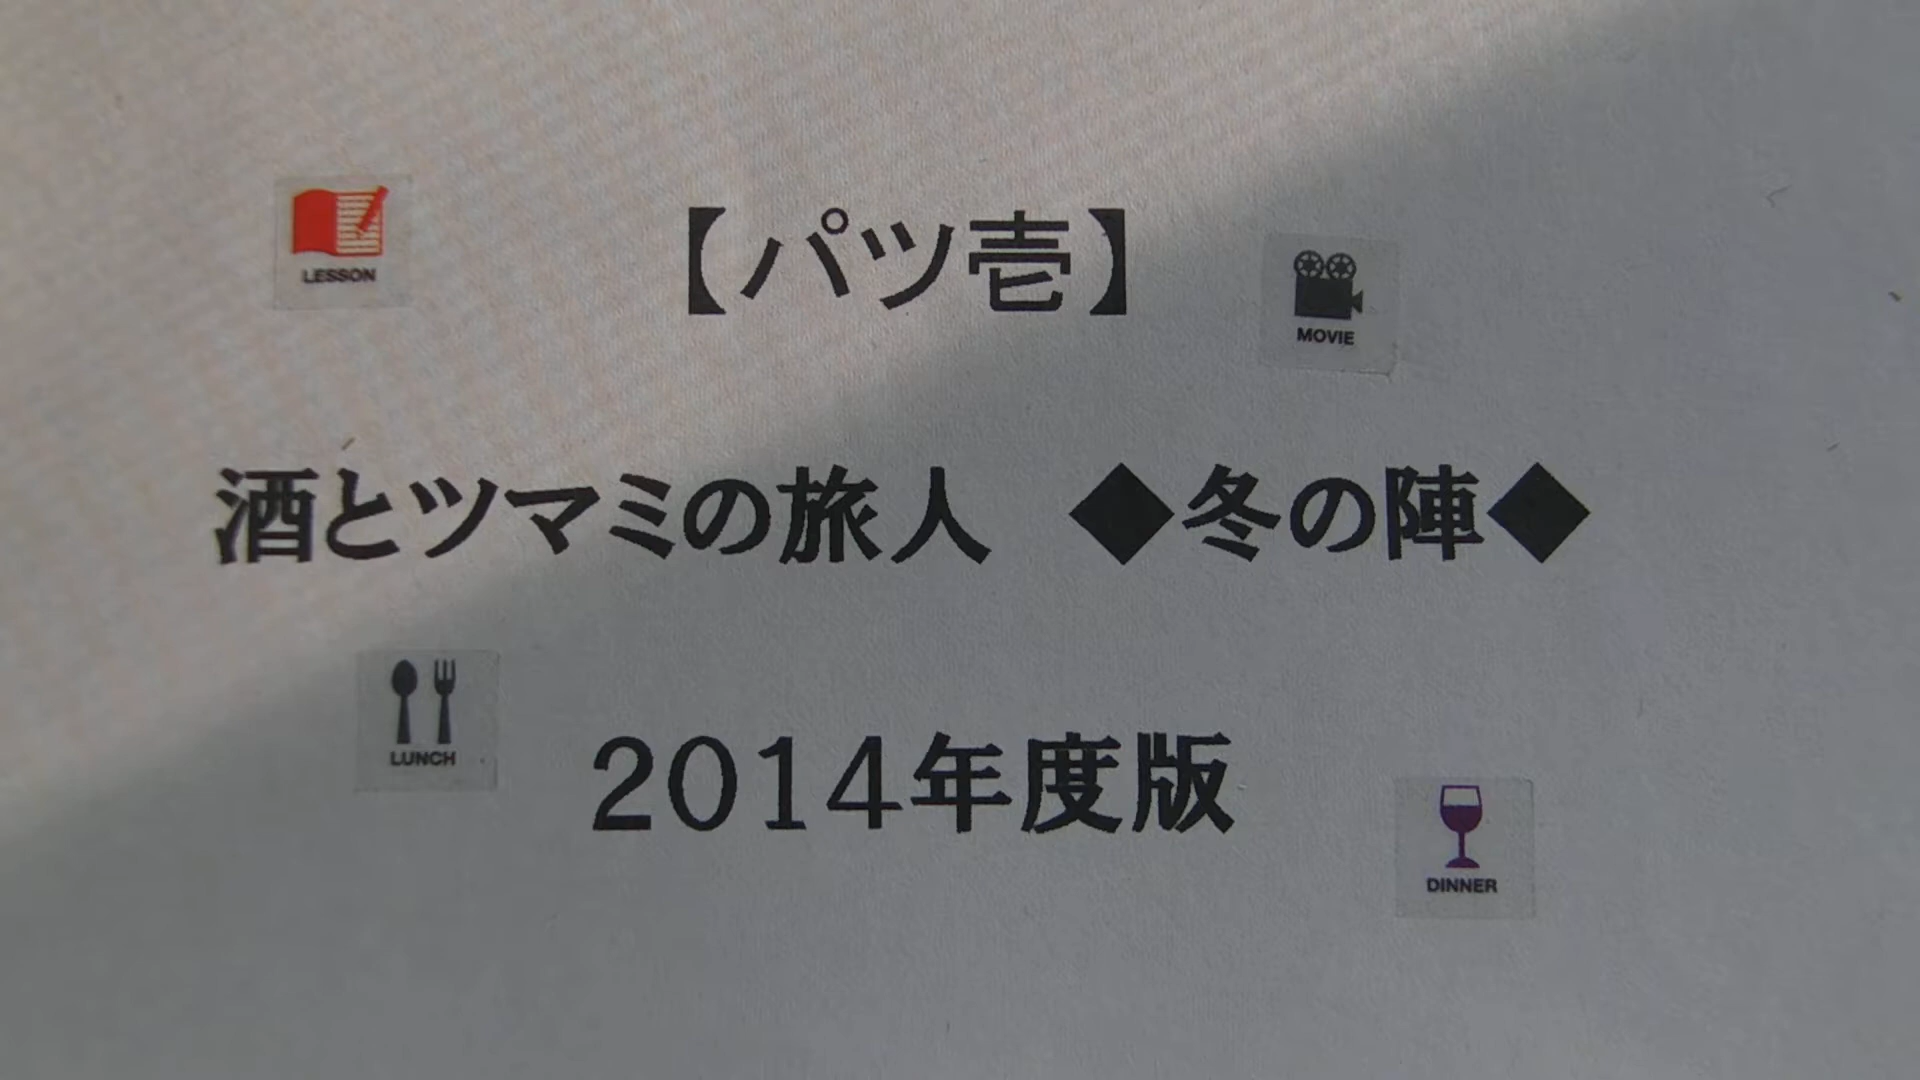 LESSON
【パツ壱】
MOVIE
酒とツマミの旅人　◆冬の陣◆
LUNCH
2014年度版
DINNER